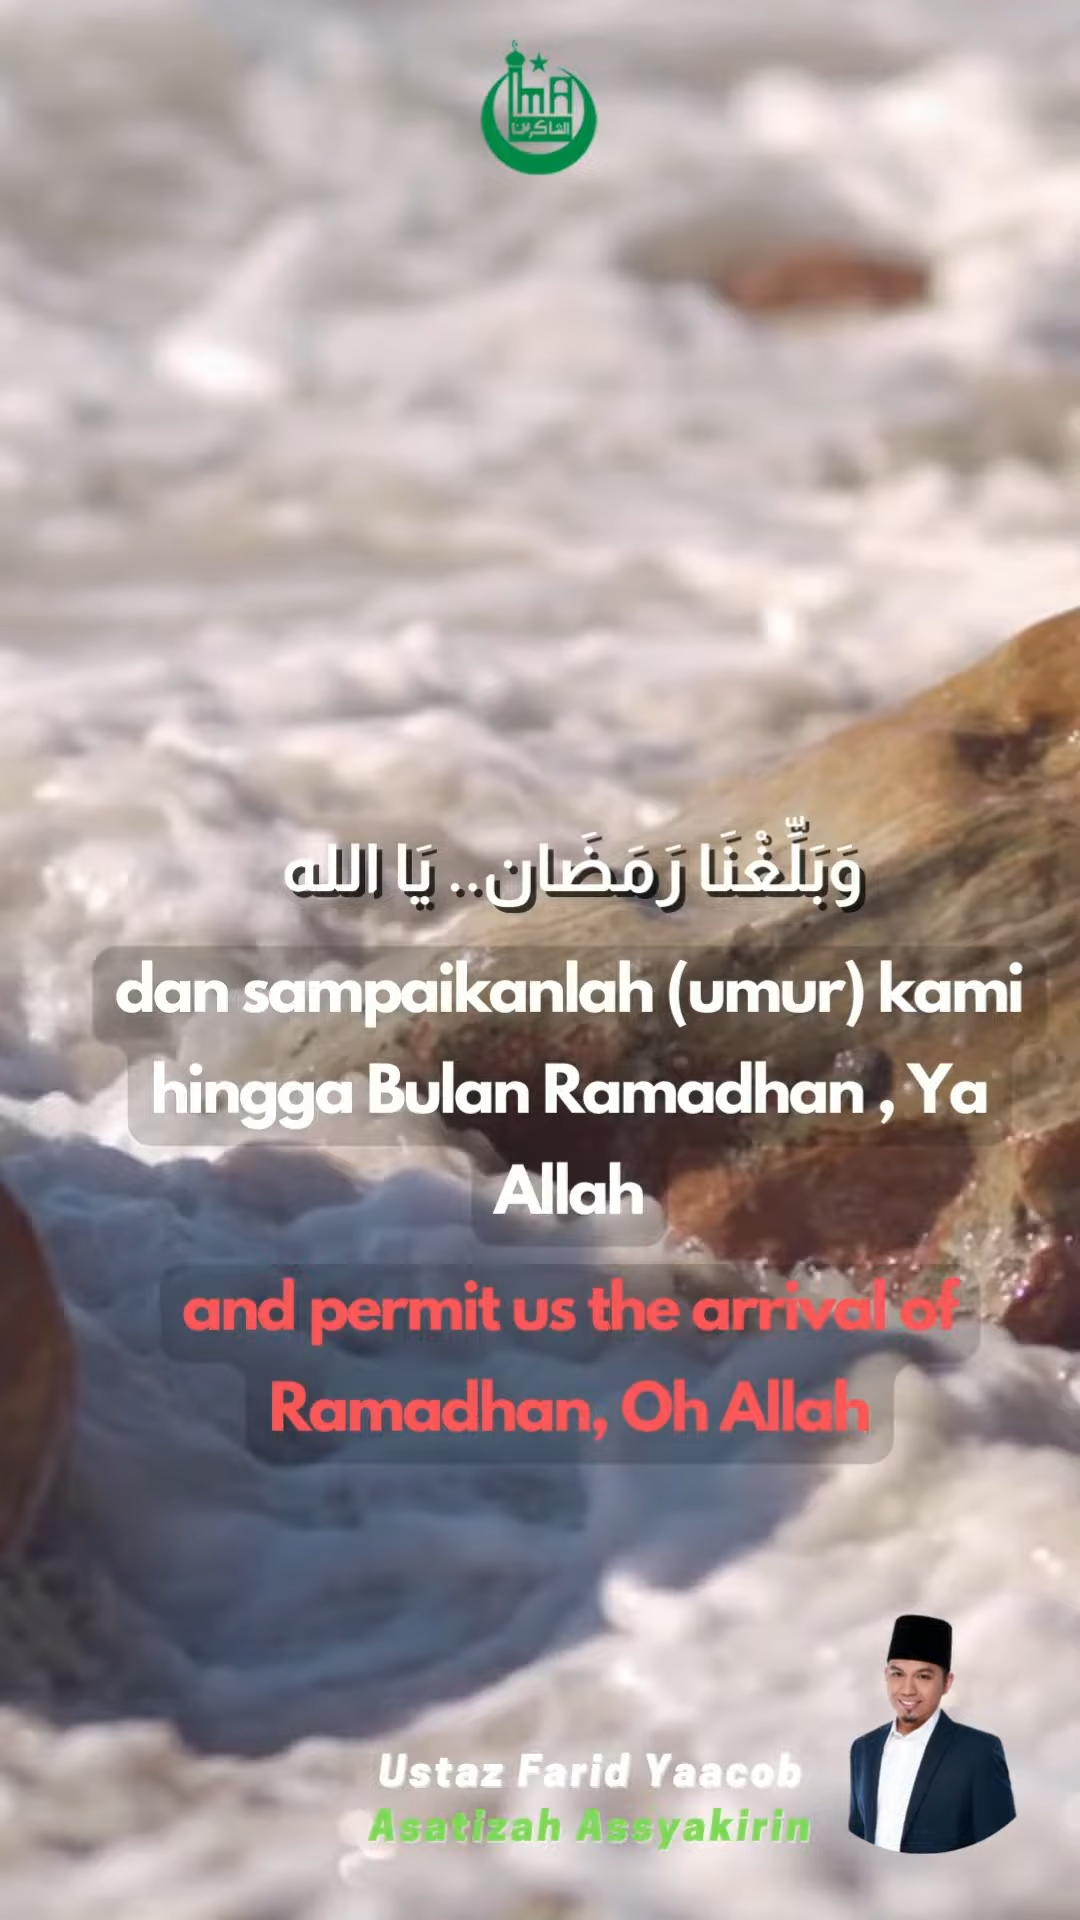 الشاكرين
وَبَلِّغْنَا رَمَضَان.. يَا الله
dan sampaikanlah (umur) kami
hingga Bulan Ramadhan , Ya
Allah
and permit us the arrival of
Ramadhan, Oh Allah
Ustaz Farid Yaacob
Asatizah Assyakirin